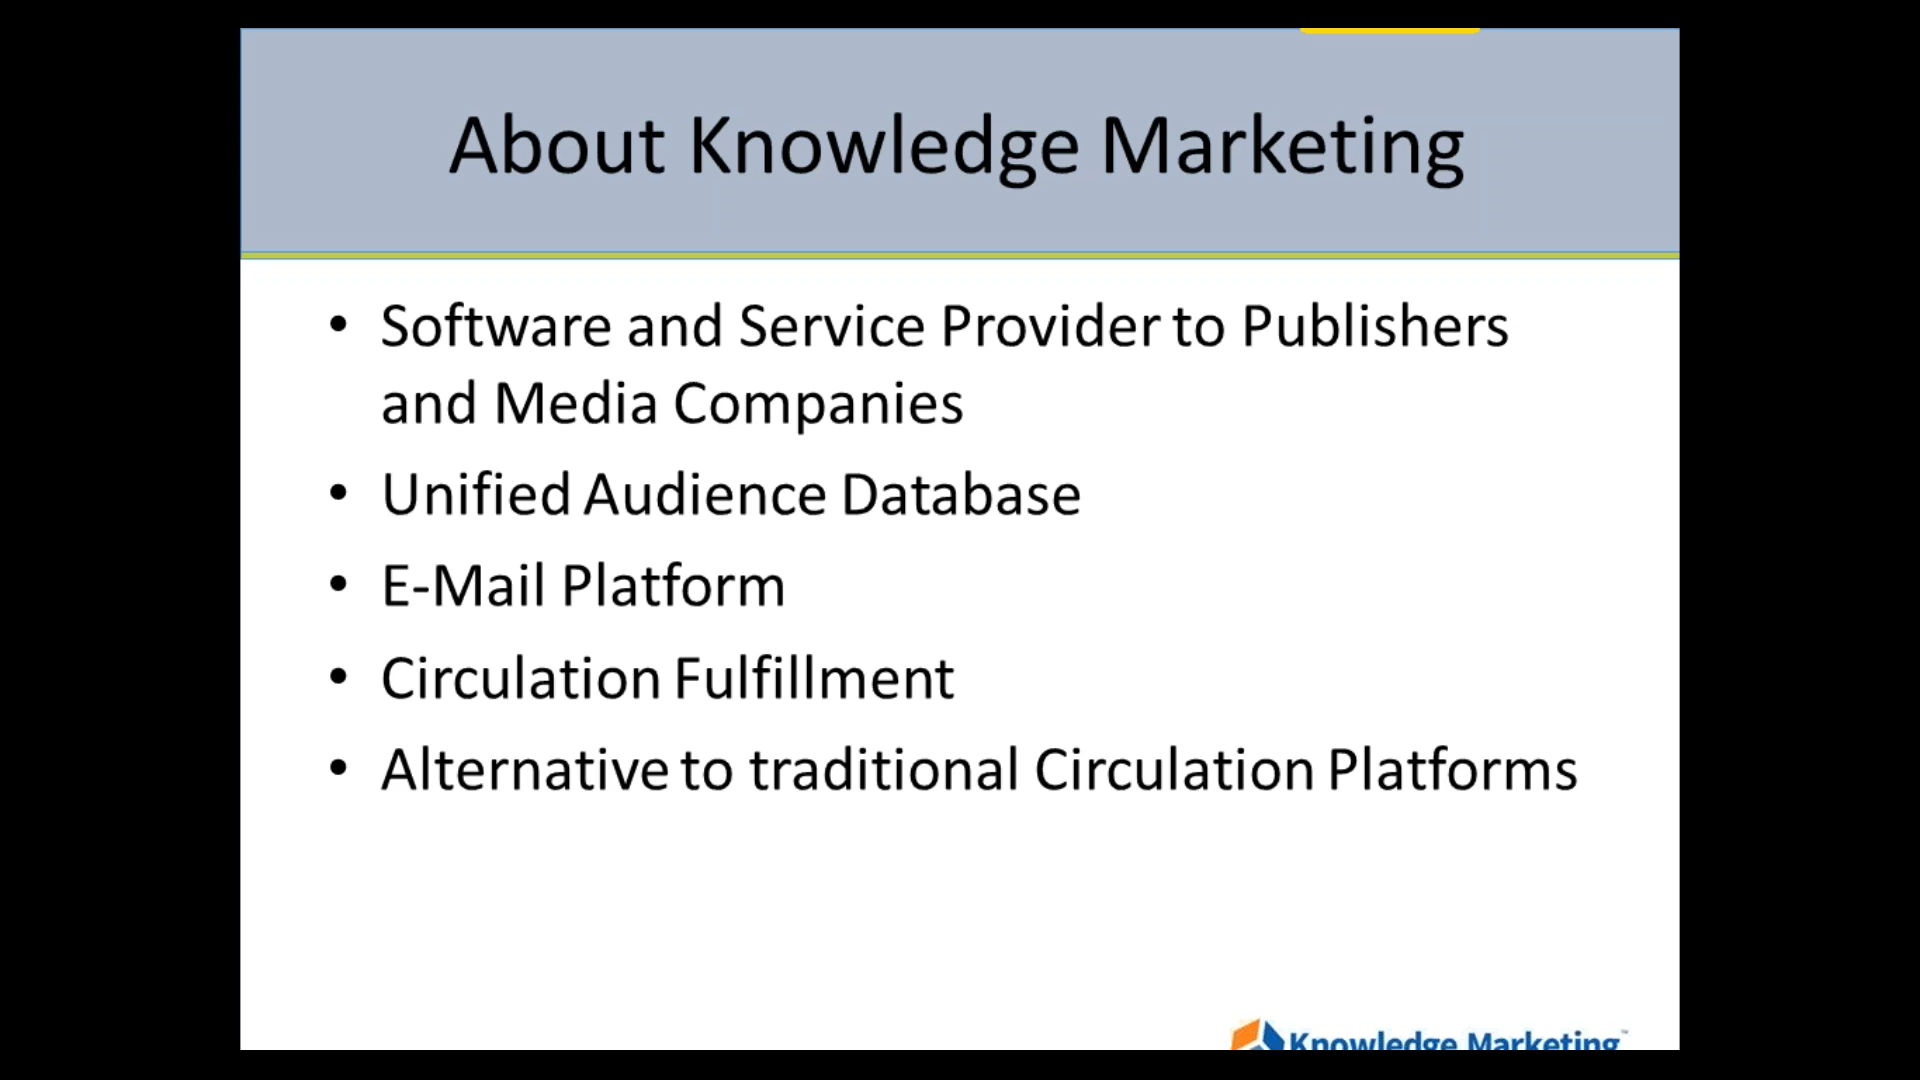 About Knowledge Marketing
• Software and Service Provider to Publishers
and Media Companies
• Unified Audience Database
• E-Mail Platform
• Circulation Fulfillment
• Alternative to traditional Circulation Platforms
Knowledge Marketing™